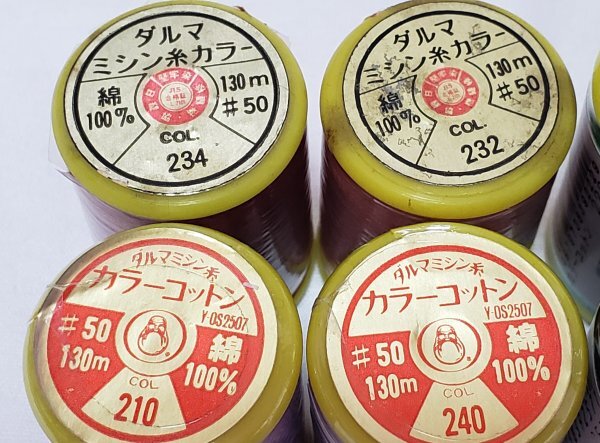 ダルマ
ミシン糸カラー
綿
100%
130m
#50
COL.
234
ダルマ
ミシン糸カラー
綿
100%
130m
#50
COL.
232
ダルマミシン糸
カラーコットン
Y-OS2507
#50
130m
綿
100%
COL
210
ダルマミシン糸
カラーコットン
Y-OS2507
#50
130m
綿
100%
COL
240